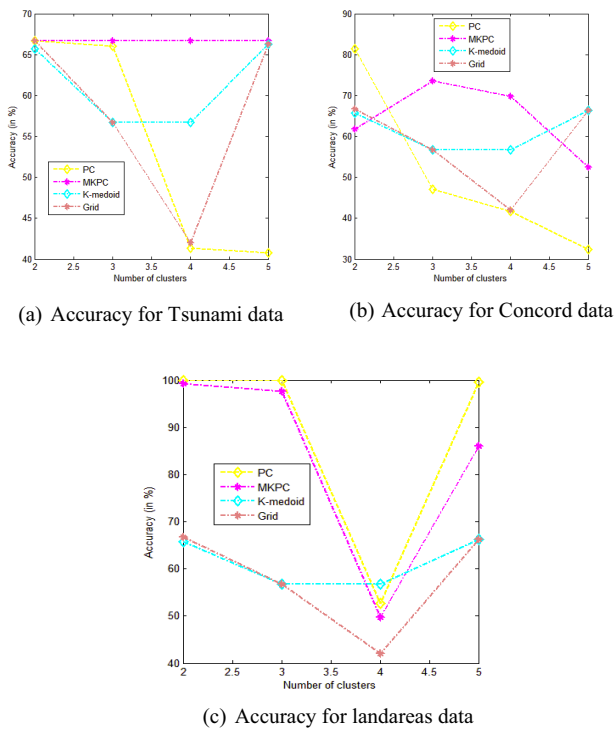 70
65
60
55
50
45
40
2
2.5
3
3.5
4
4.5
5
Accuracy (in %)
Number of clusters
PC
MKPC
K-medoid
Grid
(a) Accuracy for Tsunami data
90
80
70
60
50
40
30
2
2.5
3
3.5
4
4.5
5
Accuracy (in %)
Number of clusters
PC
MKPC
K-medoid
Grid
(b) Accuracy for Concord data
100
90
80
70
60
50
40
2
2.5
3
3.5
4
4.5
5
Accuracy (in %)
Number of clusters
PC
MKPC
K-medoid
Grid
(c) Accuracy for landareas data